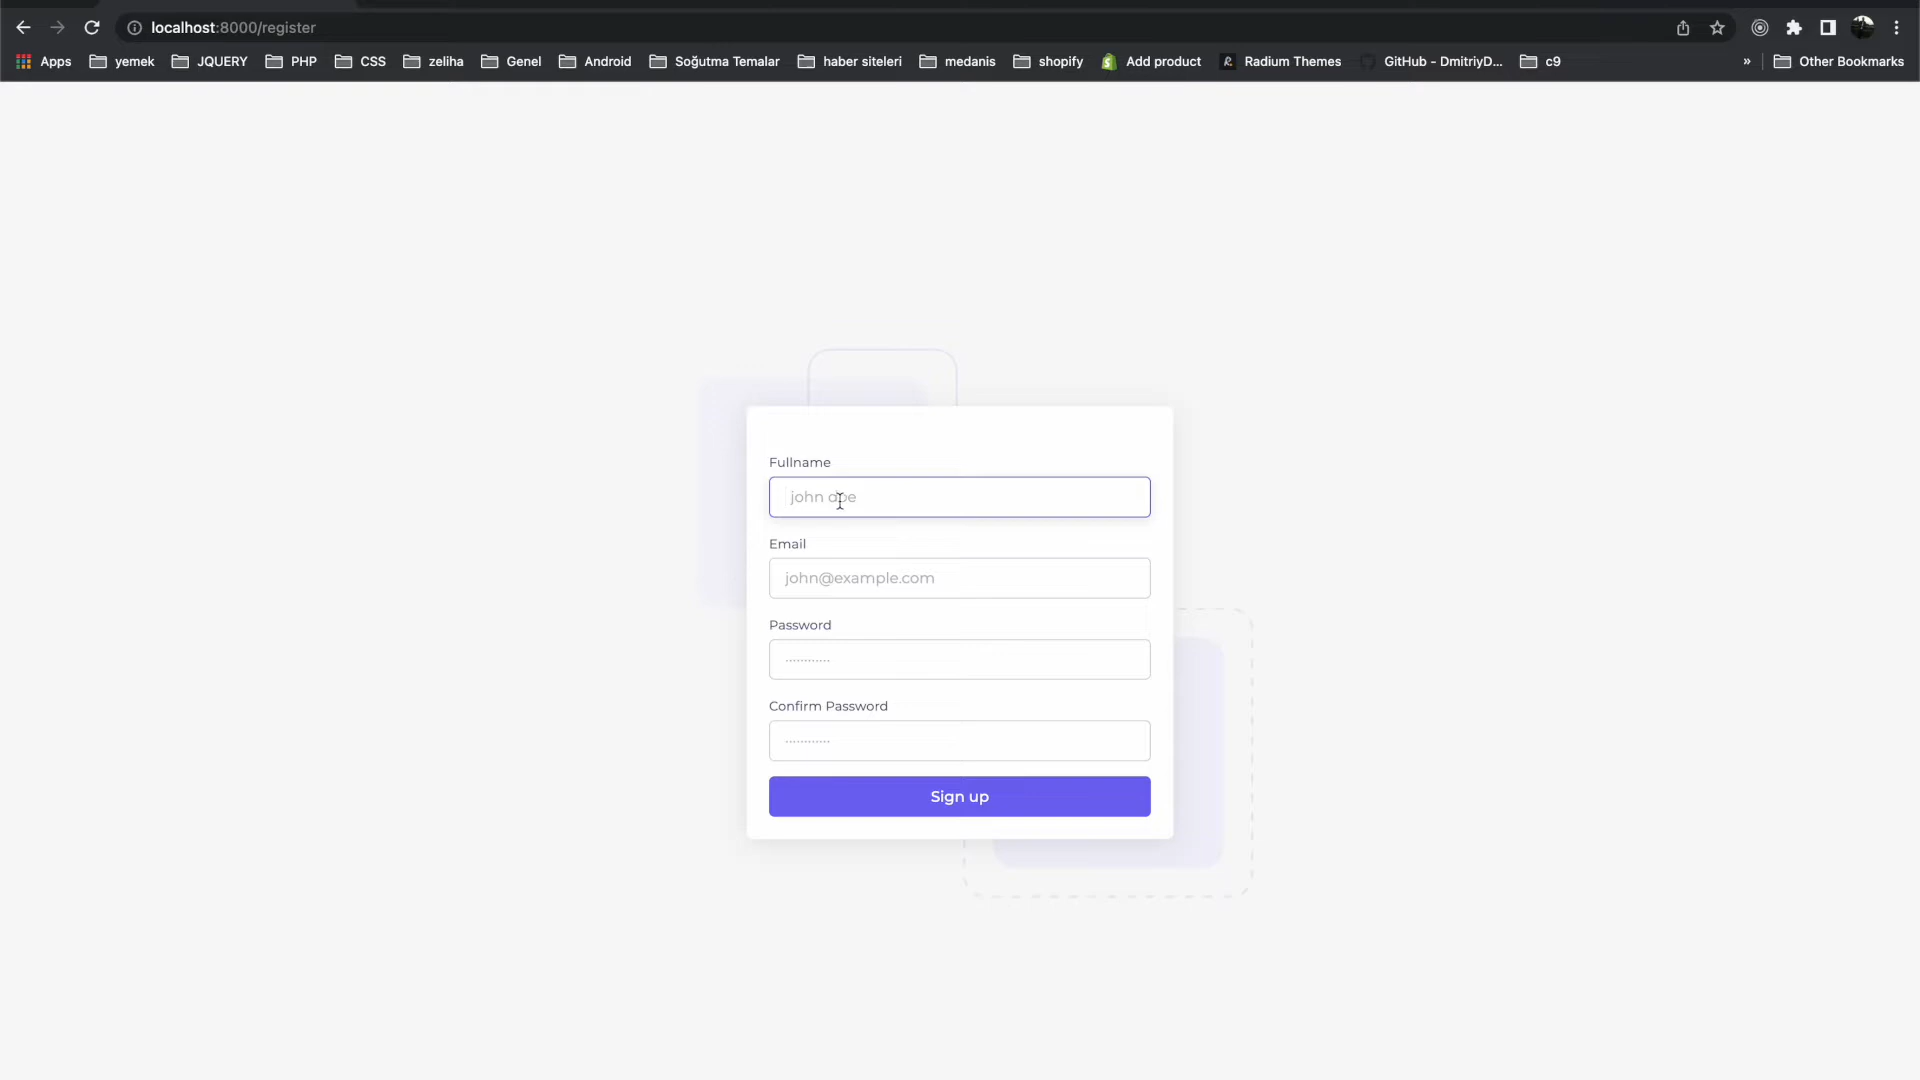 localhost:8000/register
Apps yemek JQUERY PHP CSS zeliha Genel Android Soğutma Temalar haber siteleri medanis shopify Add product Radium Themes GitHub - DmitriyD... c9 » Other Bookmarks
Fullname
john doe
Email
john@example.com
Password
············
Confirm Password
············
Sign up